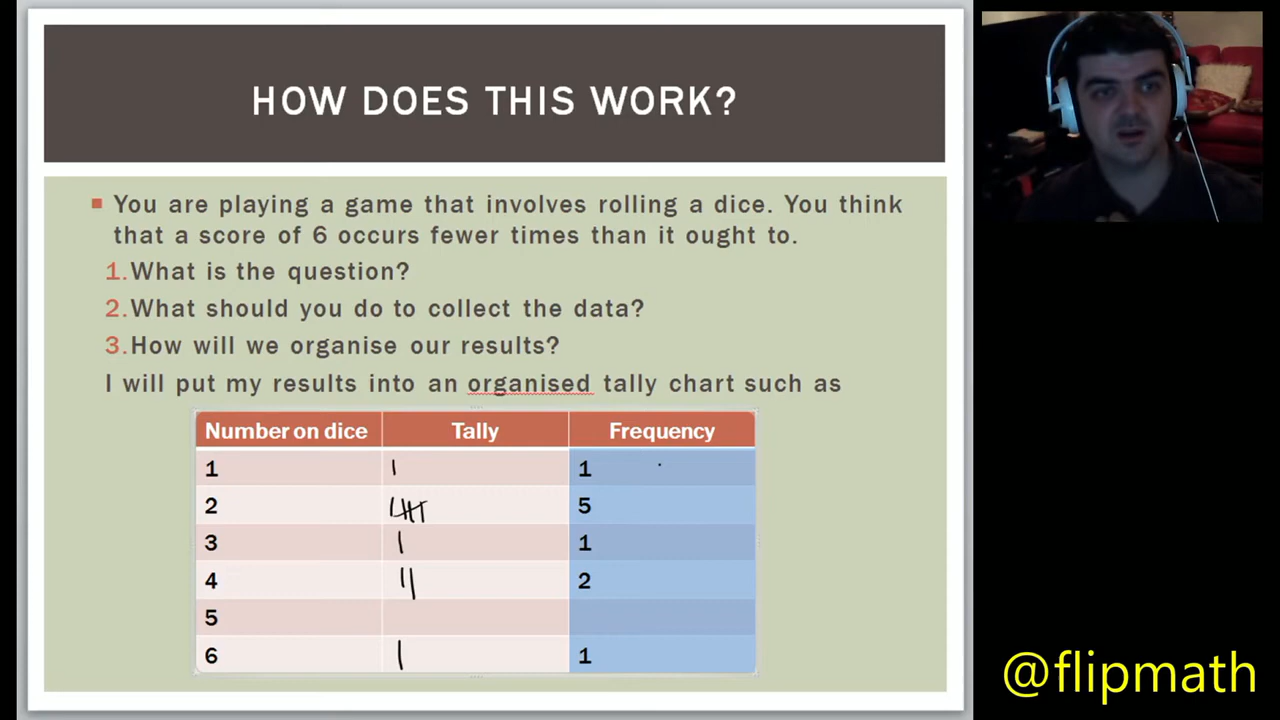 HOW DOES THIS WORK?
You are playing a game that involves rolling a dice. You think
that a score of 6 occurs fewer times than it ought to.
1.What is the question?
2.What should you do to collect the data?
3.How will we organise our results?
I will put my results into an organised tally chart such as
Number on dice Tally Frequency
1 1
2 5
3 1
4 2
5
6 1
@flipmath